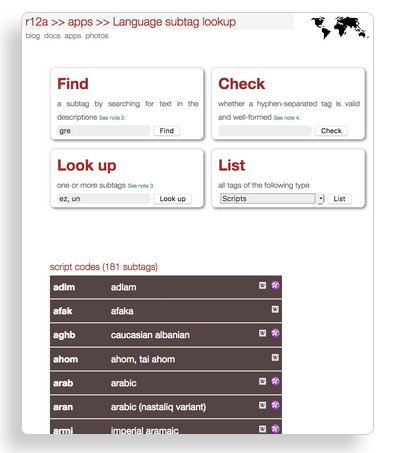 r12a >> apps >> Language subtag lookup
blog docs apps photos
Find
a subtag by searching for text in the
descriptions See note 2.
gre Find
Check
whether a hyphen-separated tag is valid
and well-formed See note 4.
Check
Look up
one or more subtags See note 3.
ez, un Look up
List
all tags of the following type
Scripts List
script codes (181 subtags)
adlm adlam W
afak afaka W
aghb caucasian albanian W
ahom ahom, tai ahom W
arab arabic W
aran arabic (nastaliq variant) W
armi imperial aramaic